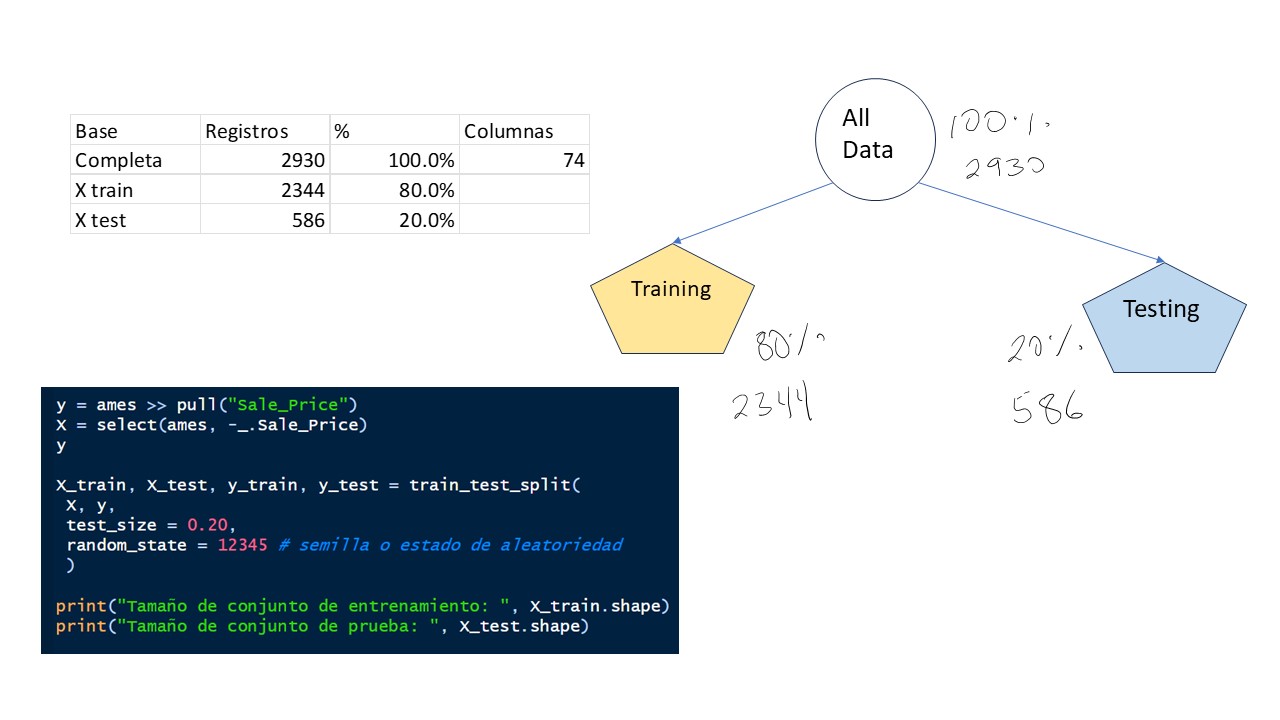 Base Registros % Columnas
Completa 2930 100.0% 74
X train 2344 80.0%
X test 586 20.0%
All
Data
100%
2930
Training
80%
2344
Testing
20%
586
y = ames >> pull("Sale_Price")
X = select(ames, -_.Sale_Price)
y
X_train, X_test, y_train, y_test = train_test_split(
X, y,
test_size = 0.20,
random_state = 12345 # semilla o estado de aleatoriedad
)
print("Tamaño de conjunto de entrenamiento: ", X_train.shape)
print("Tamaño de conjunto de prueba: ", X_test.shape)